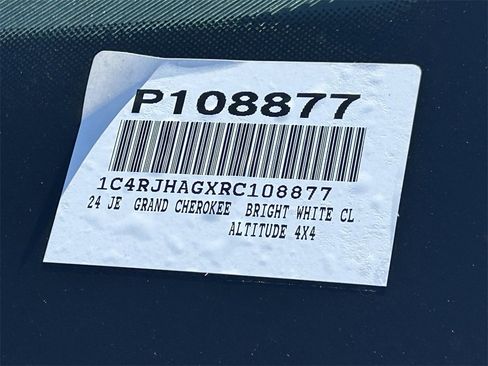 P108877
1C4RJHAGXRC108877
24 JE GRAND CHEROKEE BRIGHT WHITE CL
ALTITUDE 4X4